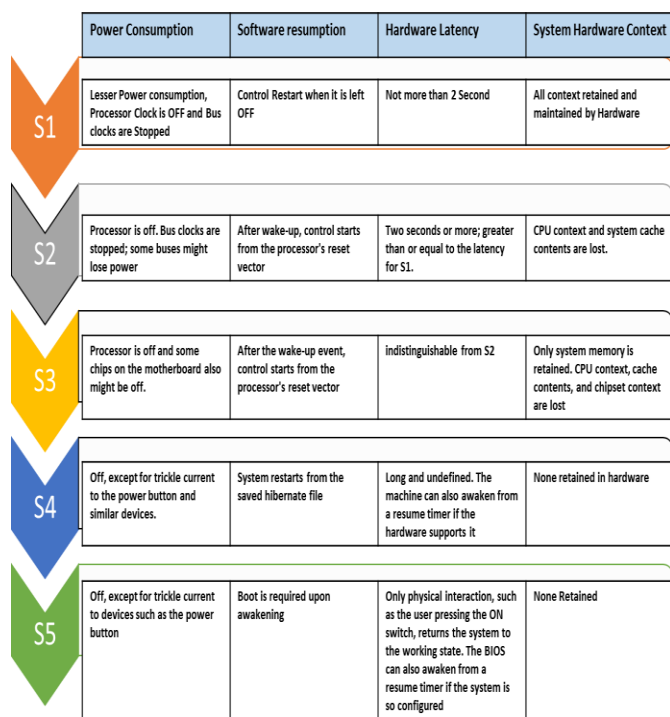 Power Consumption
Software resumption
Hardware Latency
System Hardware Context
S1
Lesser Power consumption,
Processor Clock is OFF and Bus
clocks are Stopped
Control Restart when it is left
OFF
Not more than 2 Second
All context retained and
maintained by Hardware
S2
Processor is off. Bus clocks are
stopped; some buses might
lose power
After wake-up, control starts
from the processor's reset
vector
Two seconds or more; greater
than or equal to the latency
for S1.
CPU context and system cache
contents are lost.
S3
Processor is off and some
chips on the motherboard also
might be off.
After the wake-up event,
control starts from the
processor's reset vector
indistinguishable from S2
Only system memory is
retained. CPU context, cache
contents, and chipset context
are lost
S4
Off, except for trickle current
to the power button and
similar devices.
System restarts from the
saved hibernate file
Long and undefined. The
machine can also awaken from
a resume timer if the
hardware supports it
None retained in hardware
S5
Off, except for trickle current
to devices such as the power
button
Boot is required upon
awakening
Only physical interaction, such
as the user pressing the ON
switch, returns the system to
the working state. The BIOS
can also awaken from a
resume timer if the system is
so configured
None Retained